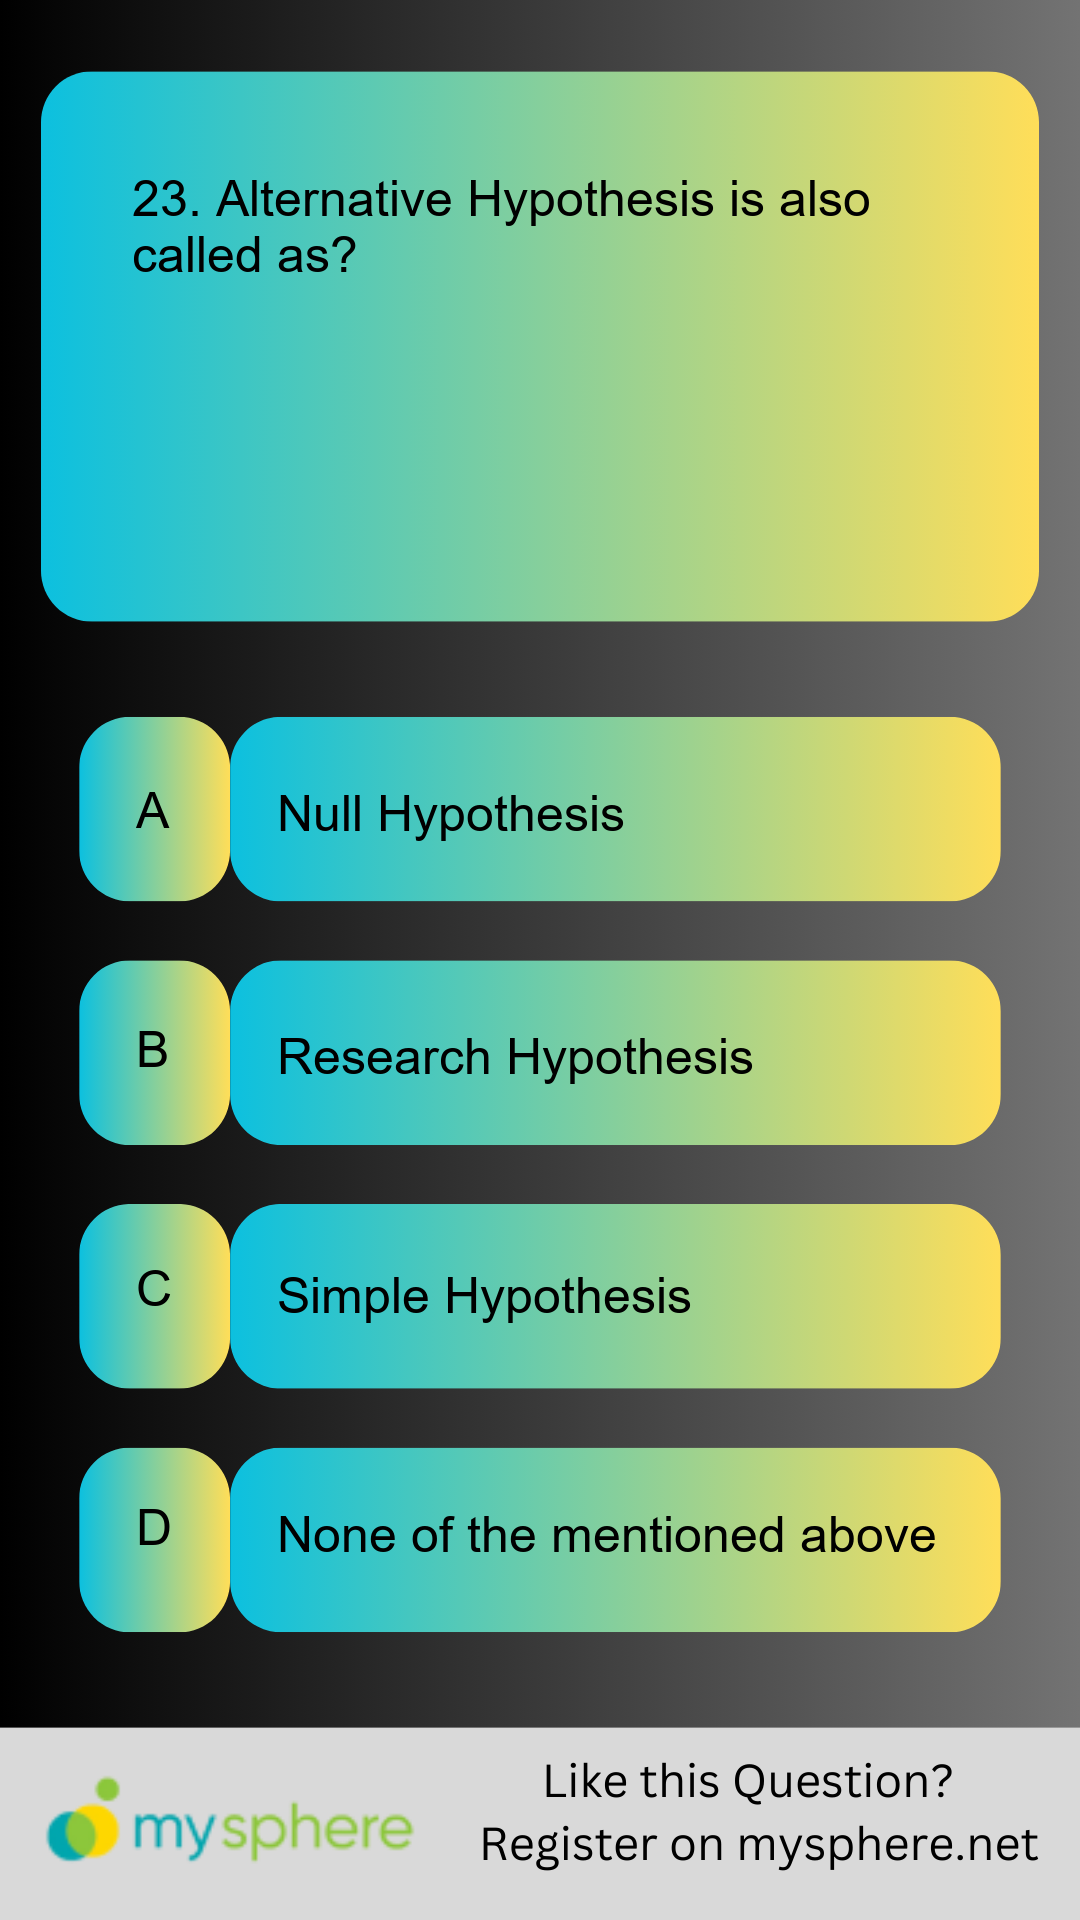 23. Alternative Hypothesis is also
called as?
A
Null Hypothesis
B
Research Hypothesis
C
Simple Hypothesis
D
None of the mentioned above
mysphere
Like this Question?
Register on mysphere.net